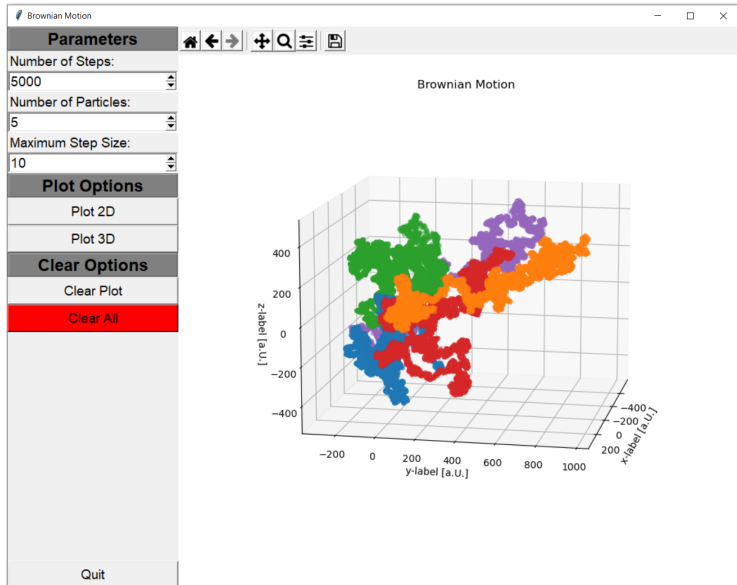 Brownian Motion
Parameters
Number of Steps:
5000
Number of Particles:
5
Maximum Step Size:
10
Plot Options
Plot 2D
Plot 3D
Clear Options
Clear Plot
Clear All
Quit
Brownian Motion
z-label [a.U.]
400
200
0
−200
−400
−200
0
200
400
600
800
1000
y-label [a.U.]
−400
−200
0
200
x-label [a.U.]